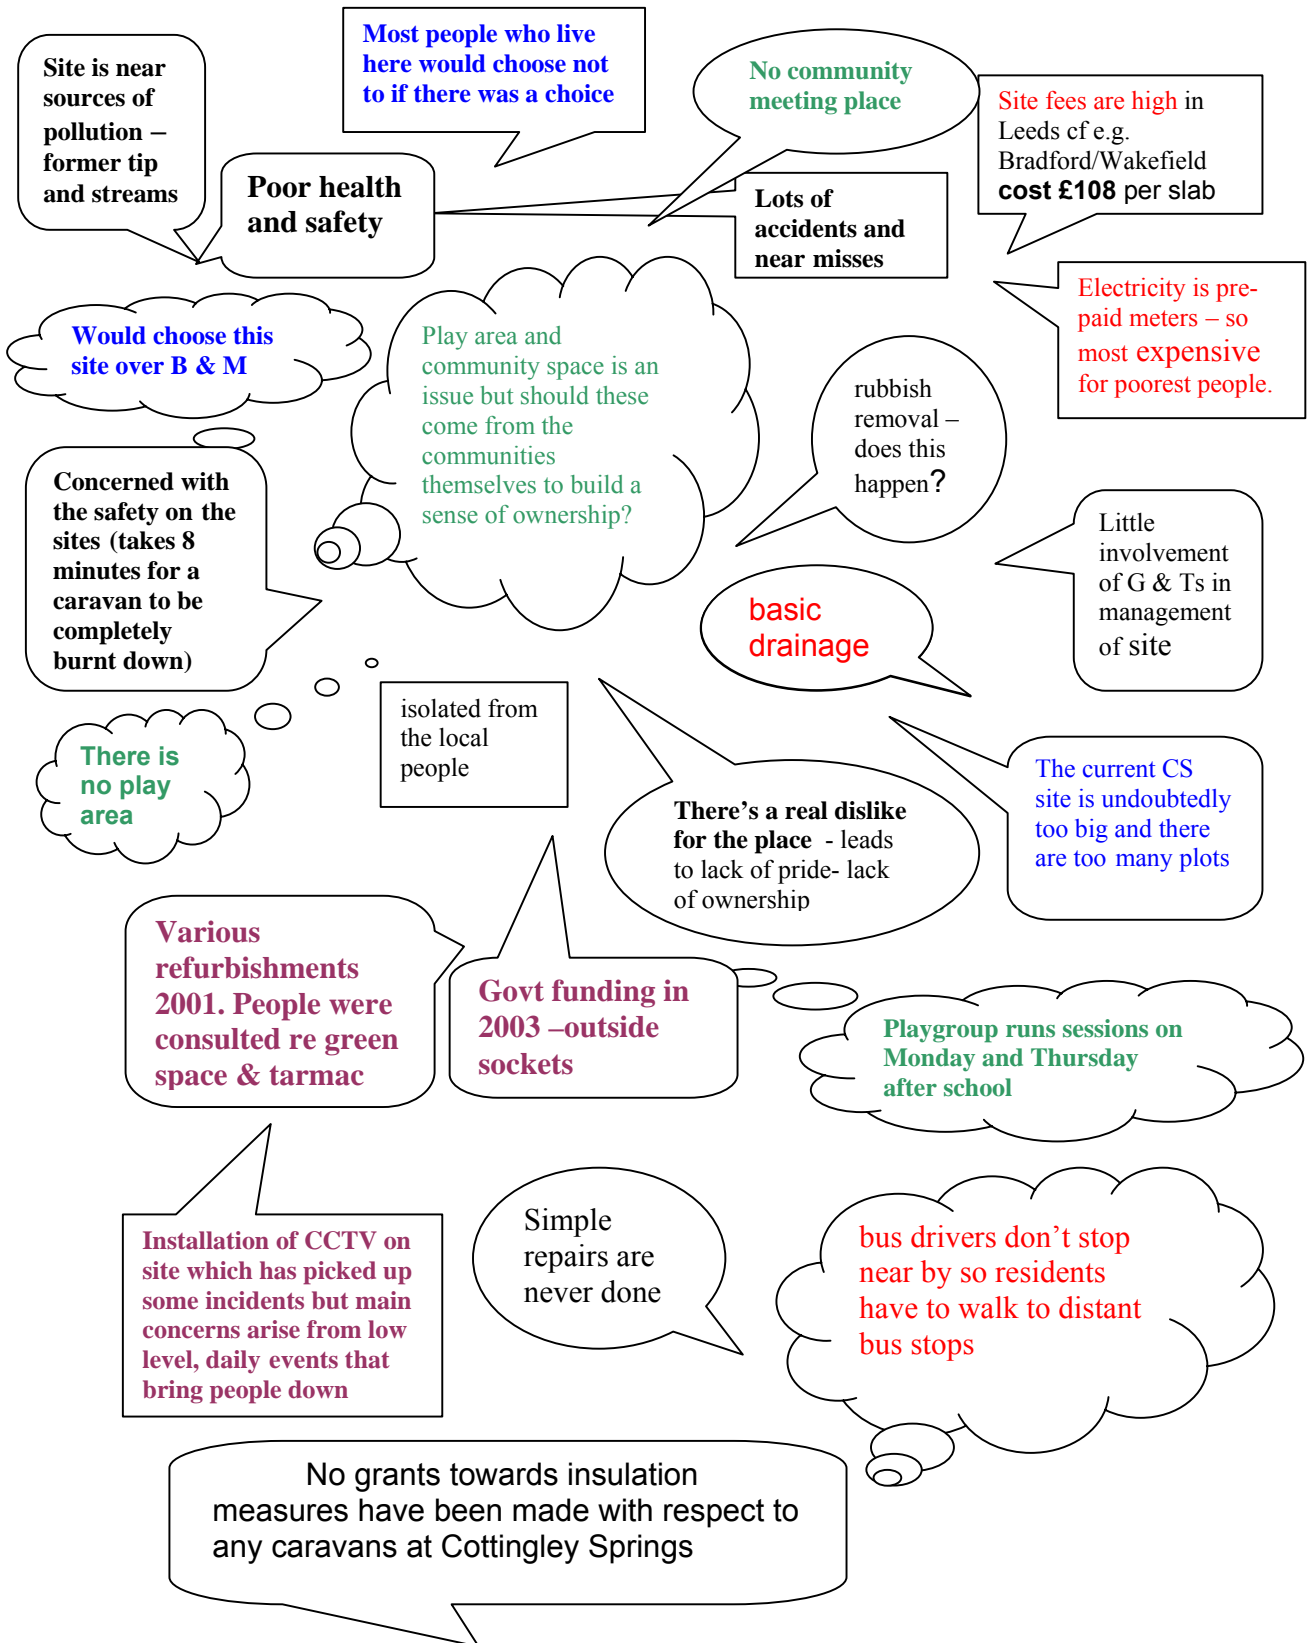 Most people who live
here would choose not
to if there was a choice
Site is near
sources of
pollution –
former tip
and streams
No community
meeting place
Site fees are high in
Leeds cf e.g.
Bradford/Wakefield
cost £108 per slab
Poor health
and safety
Lots of
accidents and
near misses
Electricity is pre-
paid meters – so
most expensive
for poorest people.
Would choose this
site over B & M
Play area and
community space is an
issue but should these
come from the
communities
themselves to build a
sense of ownership?
rubbish
removal –
does this
happen?
Concerned with
the safety on the
sites (takes 8
minutes for a
caravan to be
completely
burnt down)
Little
involvement
of G & Ts in
management
of site
basic
drainage
isolated from
the local
people
There is
no play
area
The current CS
site is undoubtedly
too big and there
are too many plots
There's a real dislike
for the place - leads
to lack of pride- lack
of ownership
Various
refurbishments
2001. People were
consulted re green
space & tarmac
Govt funding in
2003 –outside
sockets
Playgroup runs sessions on
Monday and Thursday
after school
Installation of CCTV on
site which has picked up
some incidents but main
concerns arise from low
level, daily events that
bring people down
Simple
repairs are
never done
bus drivers don't stop
near by so residents
have to walk to distant
bus stops
No grants towards insulation
measures have been made with respect to
any caravans at Cottingley Springs